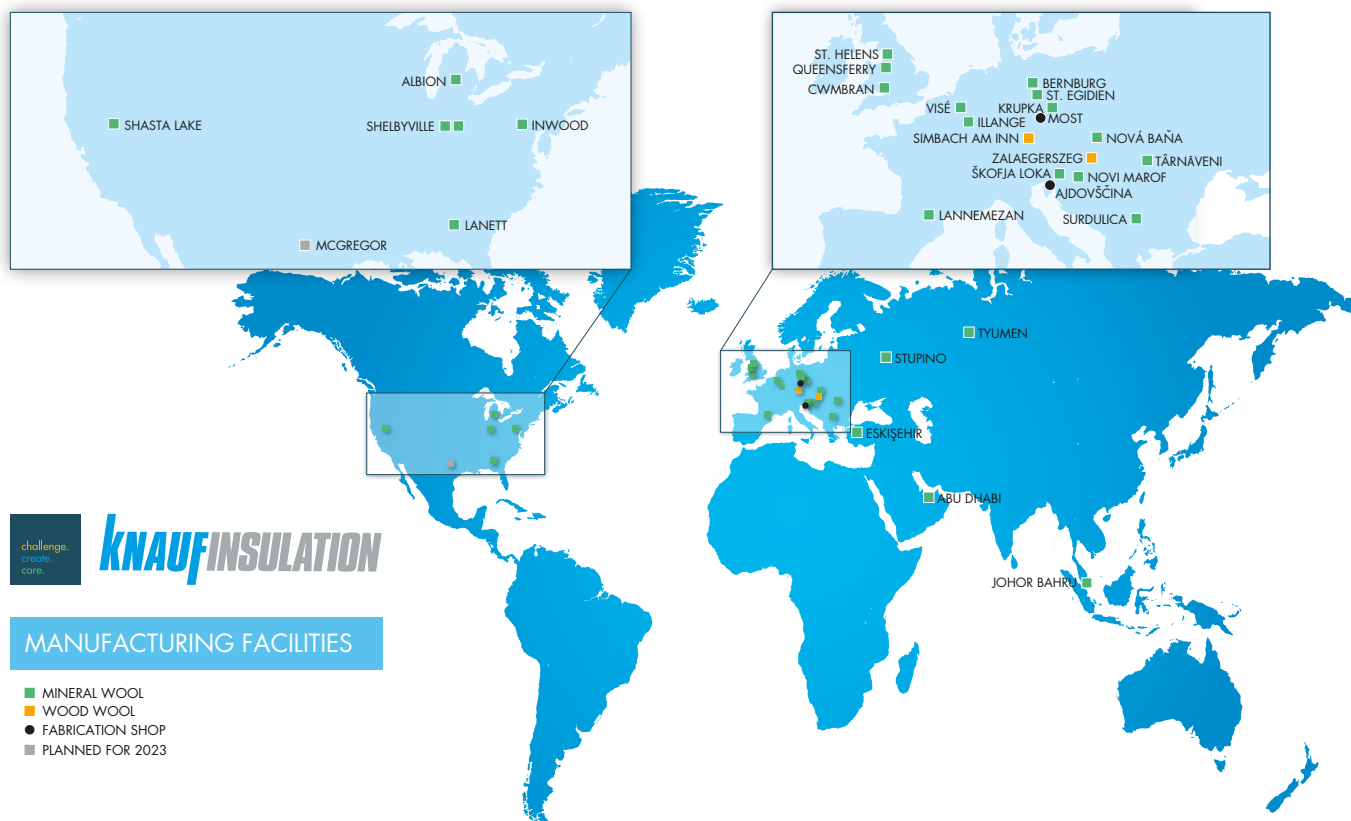 ALBION
SHASTA LAKE
SHELBYVILLE
INWOOD
LANETT
MCGREGOR
ST. HELENS
QUEENSFERRY
CWMBRAN
BERNBURG
ST. EGIDIEN
VISÉ
KRUPKA
ILLANGE
MOST
SIMBACH AM INN
NOVÁ BAŇA
ZALAEGERSZEG
TÂRNĂVENI
ŠKOFJA LOKA
NOVI MAROF
AJDOVŠČINA
LANNEMEZAN
SURDULICA
TYUMEN
STUPINO
ESKIŞEHIR
ABU DHABI
JOHOR BAHRU
challenge.
create.
care.
KNAUFINSULATION
MANUFACTURING FACILITIES
MINERAL WOOL
WOOD WOOL
FABRICATION SHOP
PLANNED FOR 2023